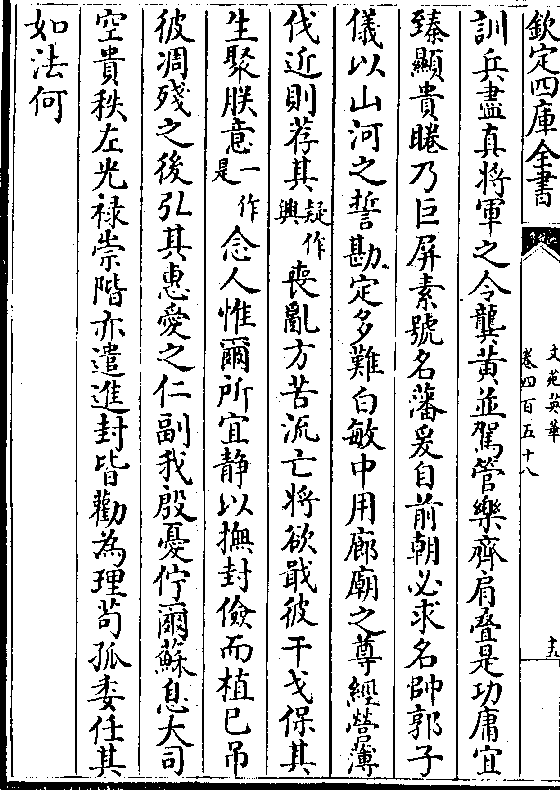 欽定四庫全書
文苑英華
卷四百五十八
訓兵盡真將軍之令龔黃並駕管樂齊肩叠是功庸宜
臻顯貴睠乃巨屏素號名藩爰自前朝必求名帥郭子
儀以山河之誓勘定多難白敏中用廊廟之尊經營薄
伐近則荐其疑作興喪亂方苦流亡將欲戢彼干戈保其
生聚朕意一作是念人惟爾所宜静以撫封儉而植已吊
彼凋殘之後弘其惠愛之仁副我殷憂佇爾蘇息大司
空貴秩左光禄崇階亦遣進封皆勸為理苟孤委任其
如法何